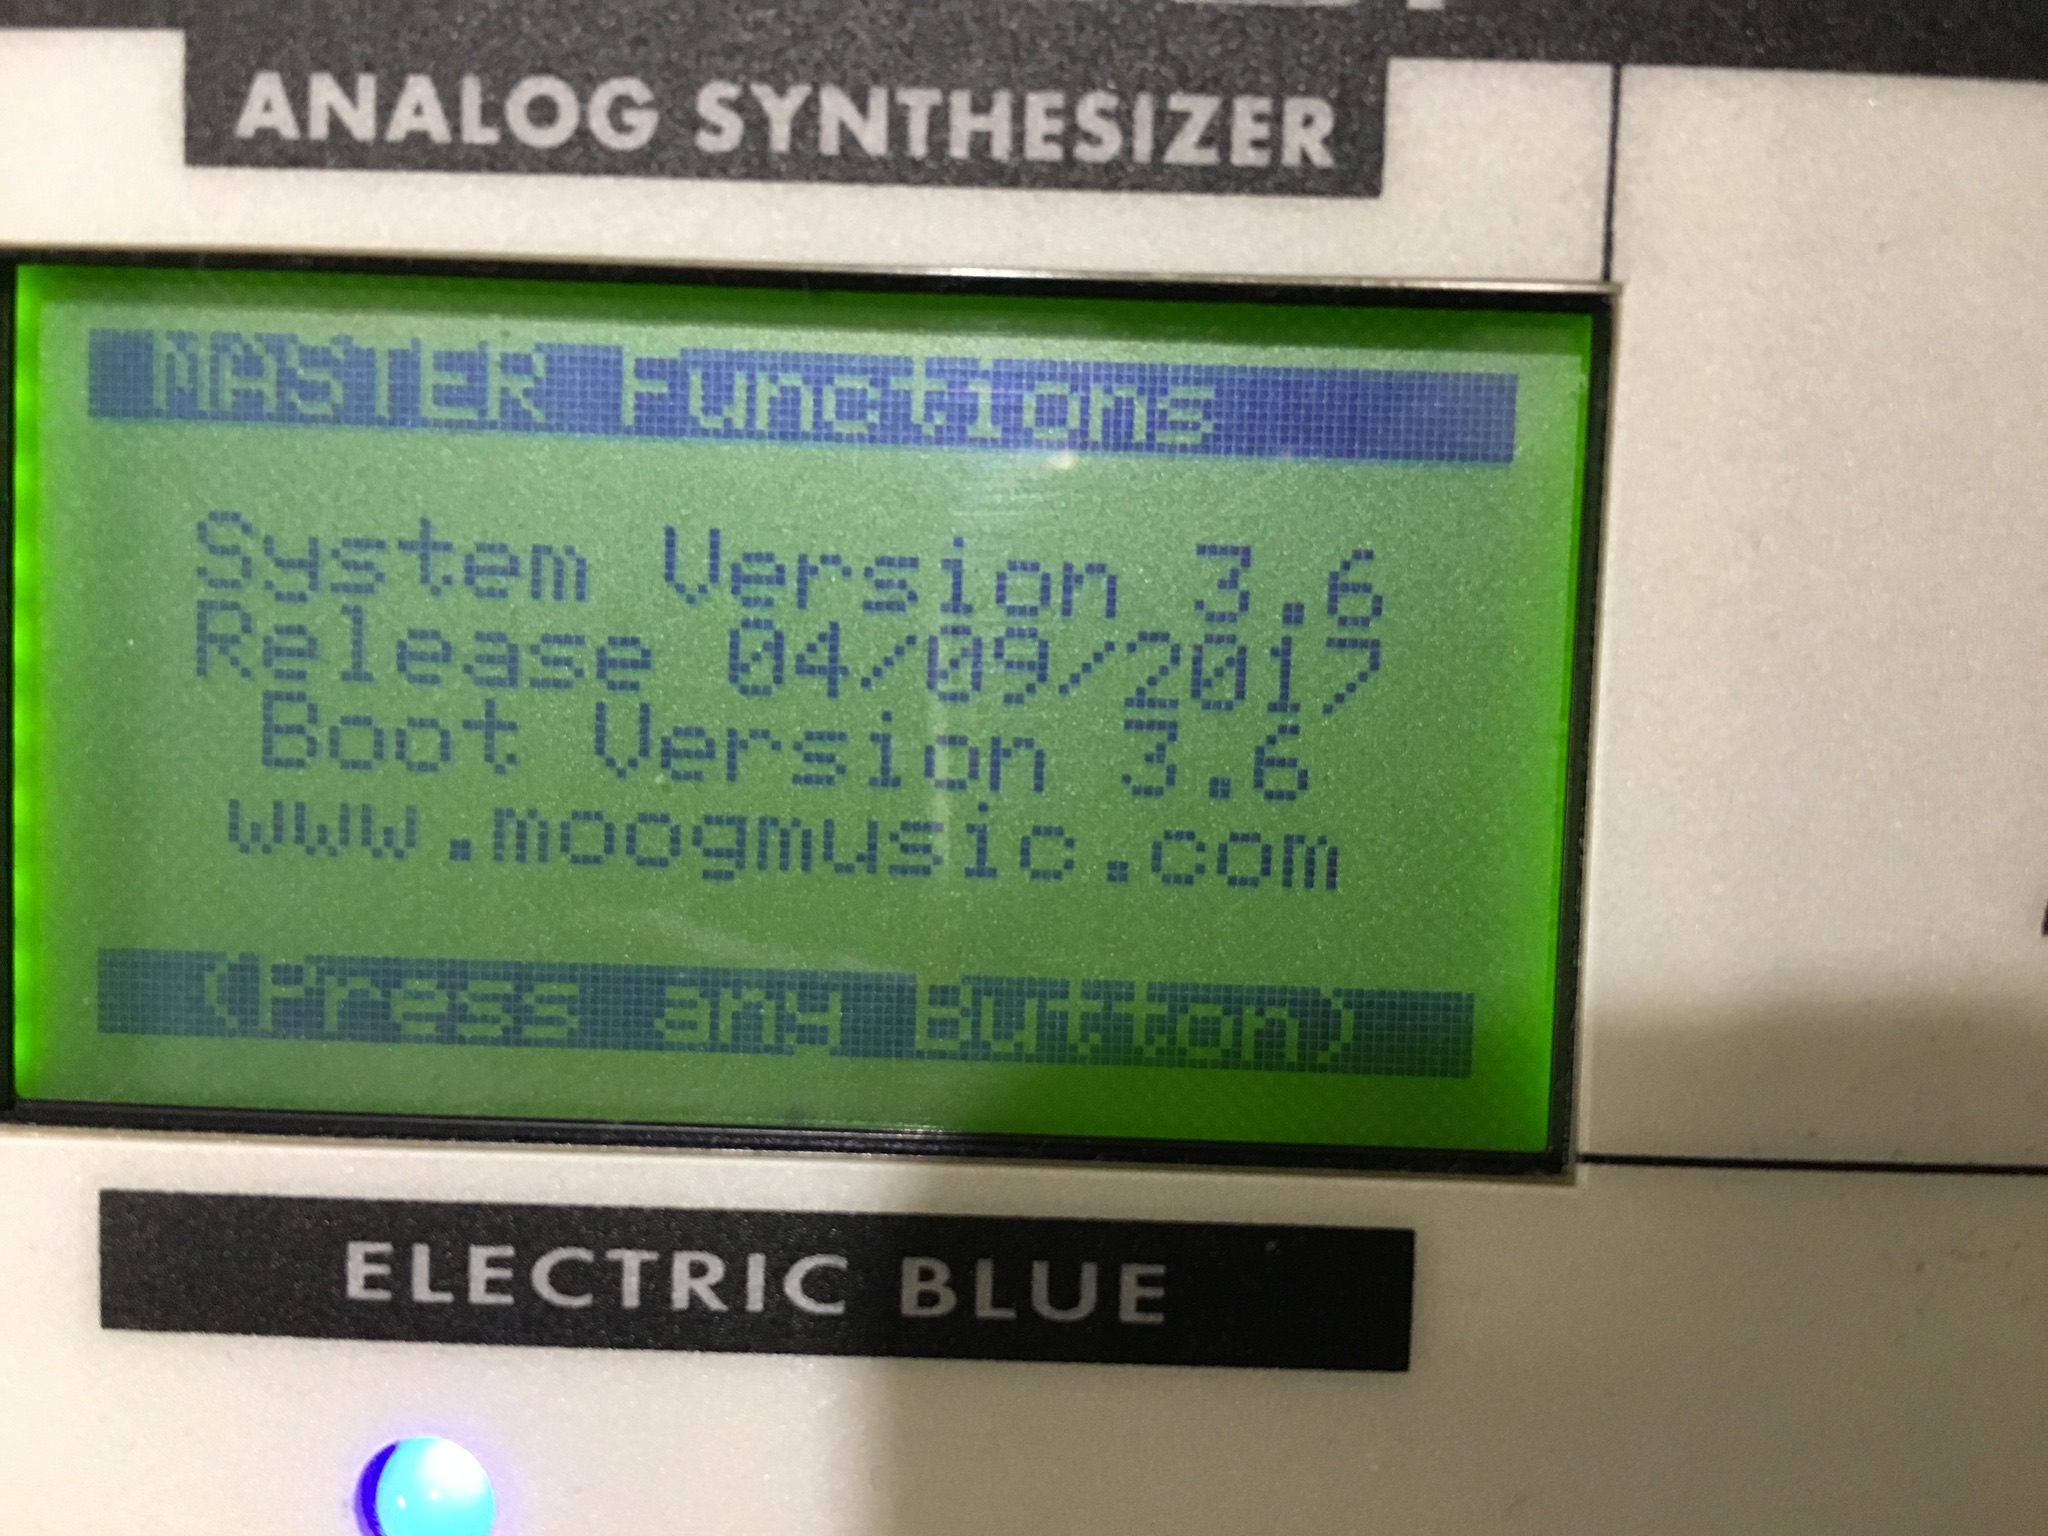 ANALOG SYNTHESIZER
MASTER Functions
System Version 3.6
Release 04/09/2017
Boot Version 3.6
www.moogmusic.com
(Press any Button)
ELECTRIC BLUE